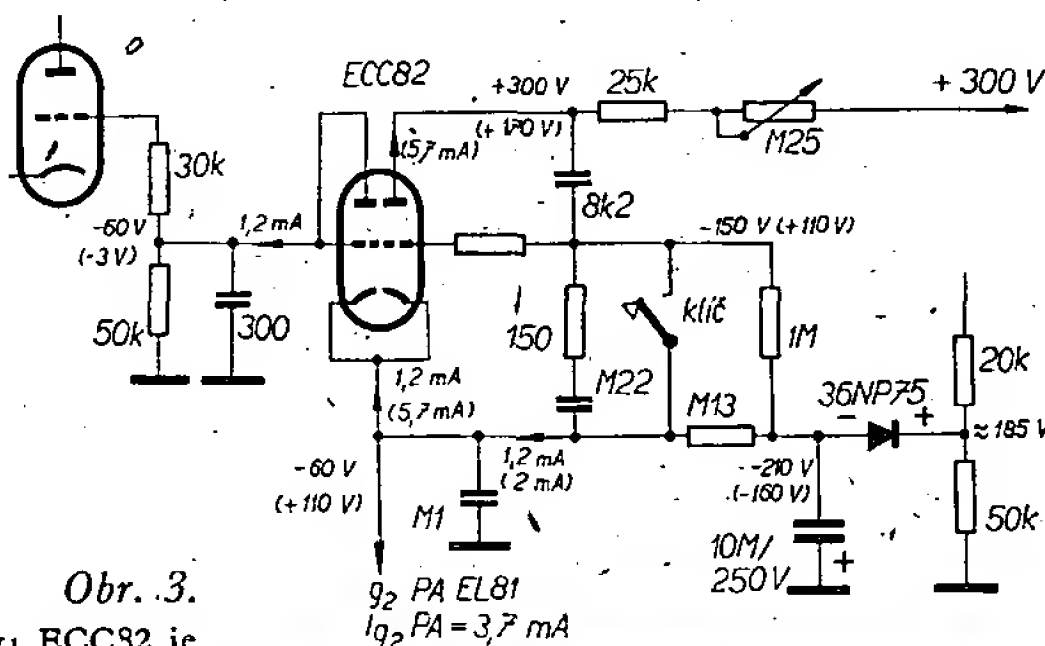 ECC82
+300 V
(+170 V)
25k
+ 300 V
M25
(5,7 mA)
30k
8k2
-60 V
(-3 V)
1,2 mA
-150 V (+110 V)
50k
300
150
klíč
1M
M22
20k
1,2 mA
(5,7 mA)
M13
36NP75
- +
≈ 185 V
-60 V
(+110 V)
1,2 mA
(2 mA)
-210 V
(-160 V)
M1
10M/
250V
+
50k
Obr. 3.
g2 PA EL81
Ig2 PA = 3,7 mA
ECC82 je